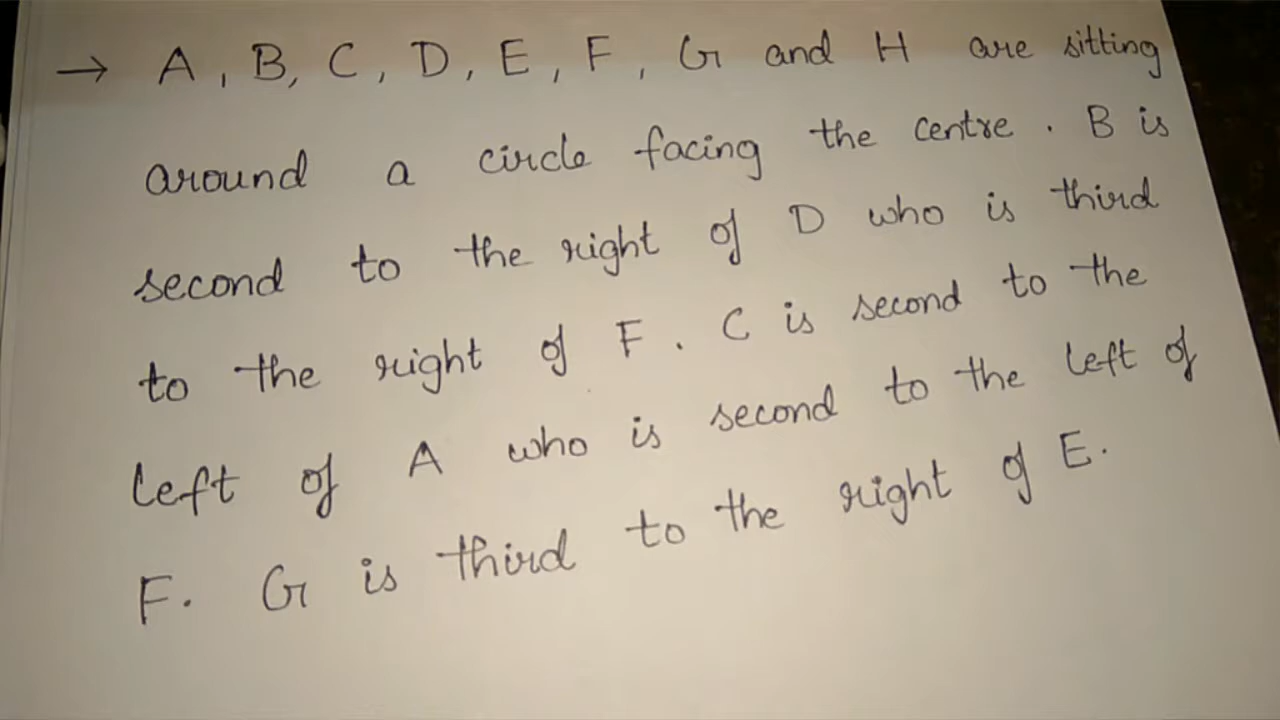 → A, B, C, D, E, F, G and H are sitting
around a circle facing the centre. B is
second to the right of D who is third
to the right of F. C is second to the
left of A who is second to the left of
F. G is third to the right of E.